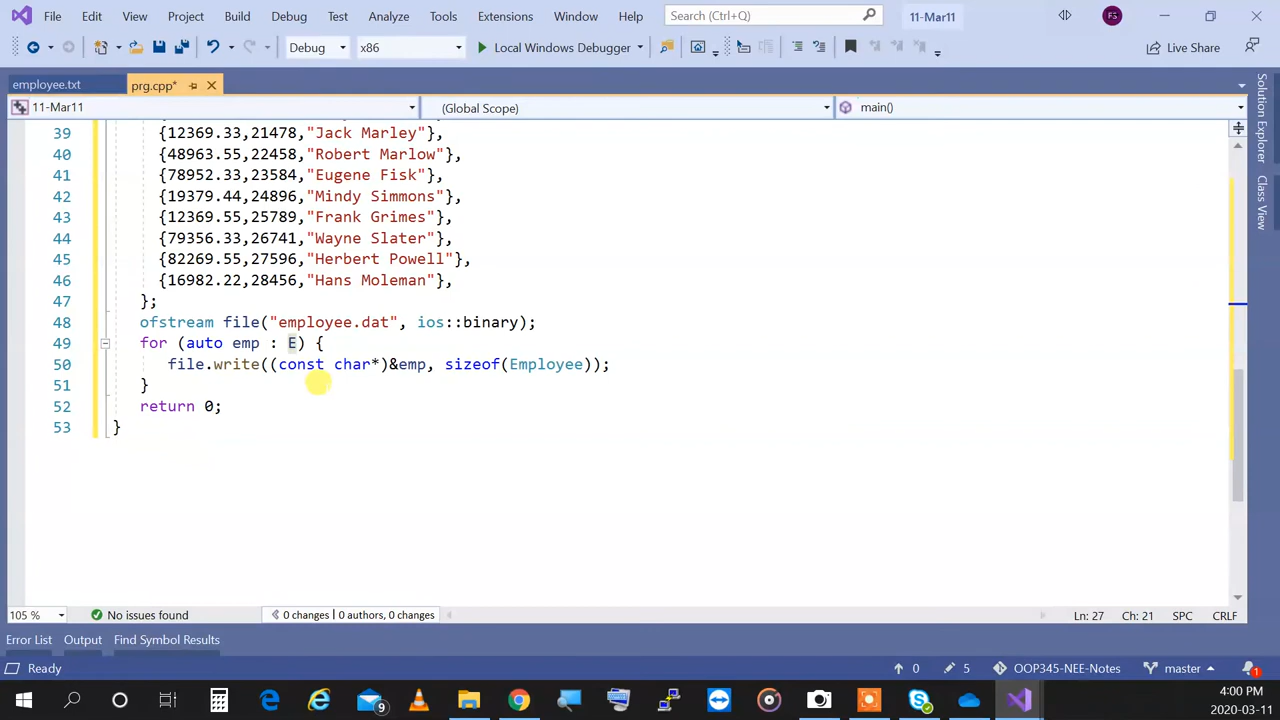 File Edit View Project Build Debug Test Analyze Tools Extensions Window Help Search (Ctrl+Q) 11-Mar11 FS
Debug x86 Local Windows Debugger Live Share
employee.txt prg.cpp*
11-Mar11 (Global Scope) main()
39 {12369.33,21478,"Jack Marley"},
40 {48963.55,22458,"Robert Marlow"},
41 {78952.33,23584,"Eugene Fisk"},
42 {19379.44,24896,"Mindy Simmons"},
43 {12369.55,25789,"Frank Grimes"},
44 {79356.33,26741,"Wayne Slater"},
45 {82269.55,27596,"Herbert Powell"},
46 {16982.22,28456,"Hans Moleman"},
47 };
48 ofstream file("employee.dat", ios::binary);
49 for (auto emp : E) {
50 file.write((const char*)&emp, sizeof(Employee));
51 }
52 return 0;
53 }
Solution Explorer
Class View
105 % No issues found 0 changes | 0 authors, 0 changes Ln: 27 Ch: 21 SPC CRLF
Error List Output Find Symbol Results
Ready 0 5 OOP345-NEE-Notes master 1
9
4:00 PM
2020-03-11